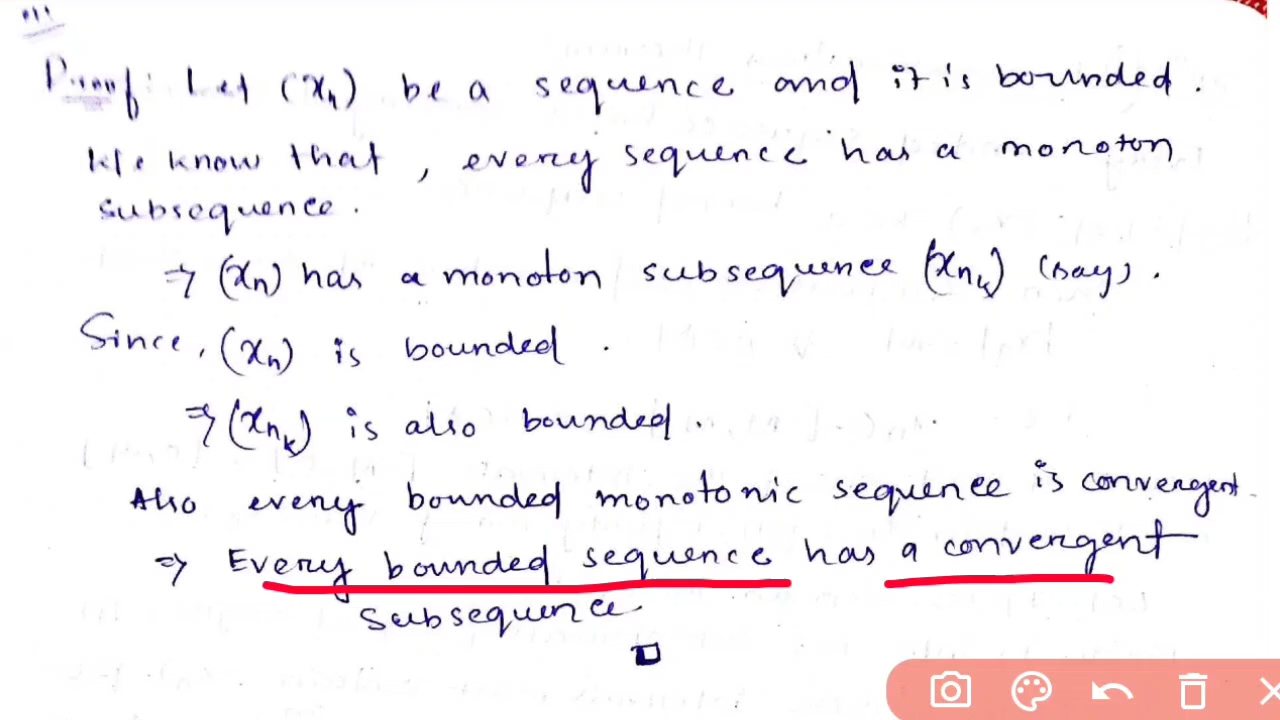 Proof: Let (xₙ) be a sequence and it is bounded.
We know that, every sequence has a monoton
subsequence.
⇒ (xₙ) has a monoton subsequence (xₙₖ) (say).
Since, (xₙ) is bounded.
⇒ (xₙₖ) is also bounded.
Also every bounded monotonic sequence is convergent.
⇒ Every bounded sequence has a convergent
subsequence.